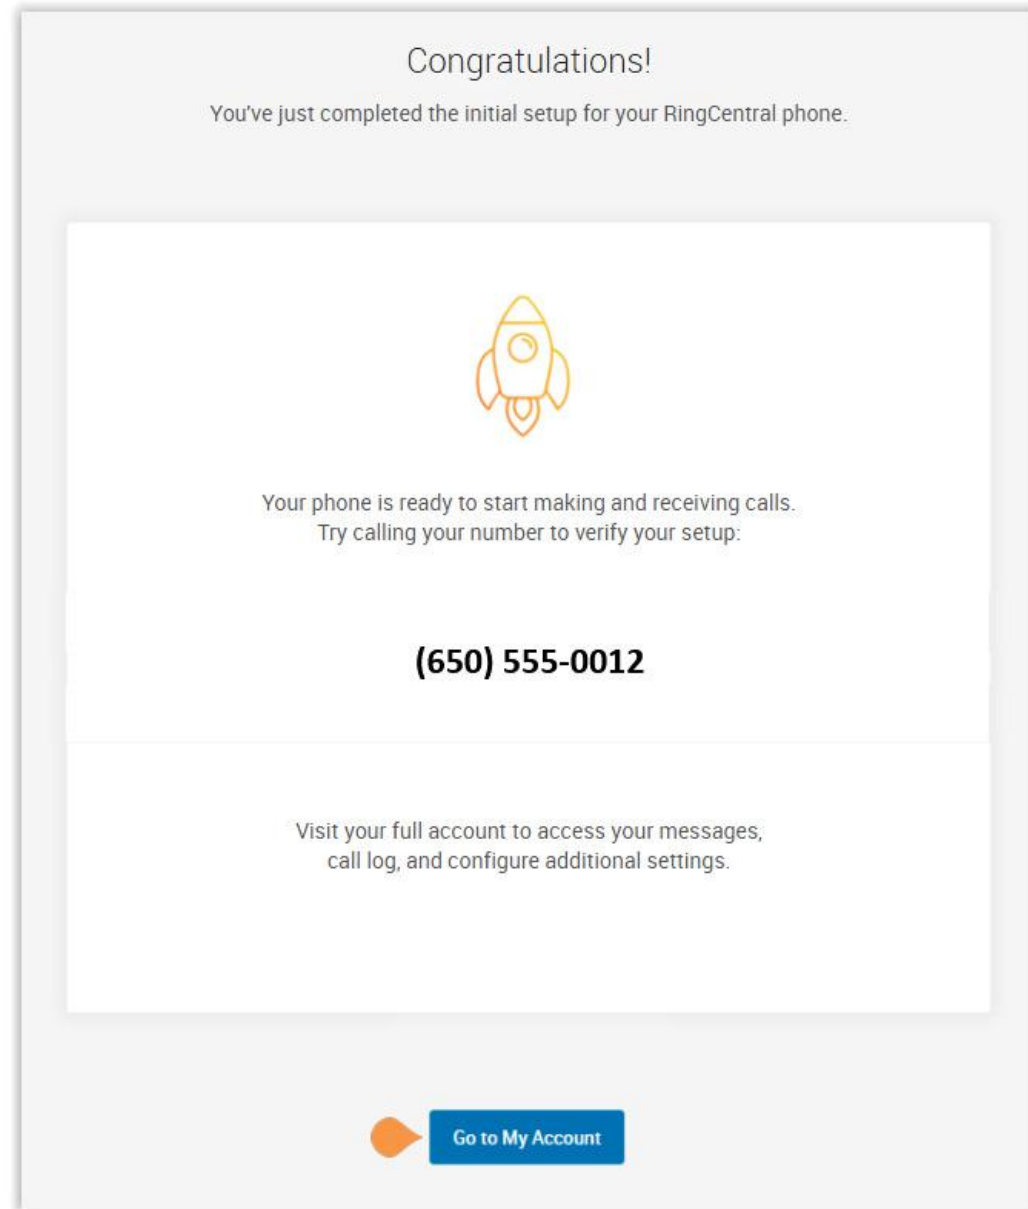 Congratulations!
You've just completed the initial setup for your RingCentral phone.
Your phone is ready to start making and receiving calls.
Try calling your number to verify your setup:
(650) 555-0012
Visit your full account to access your messages,
call log, and configure additional settings.
Go to My Account